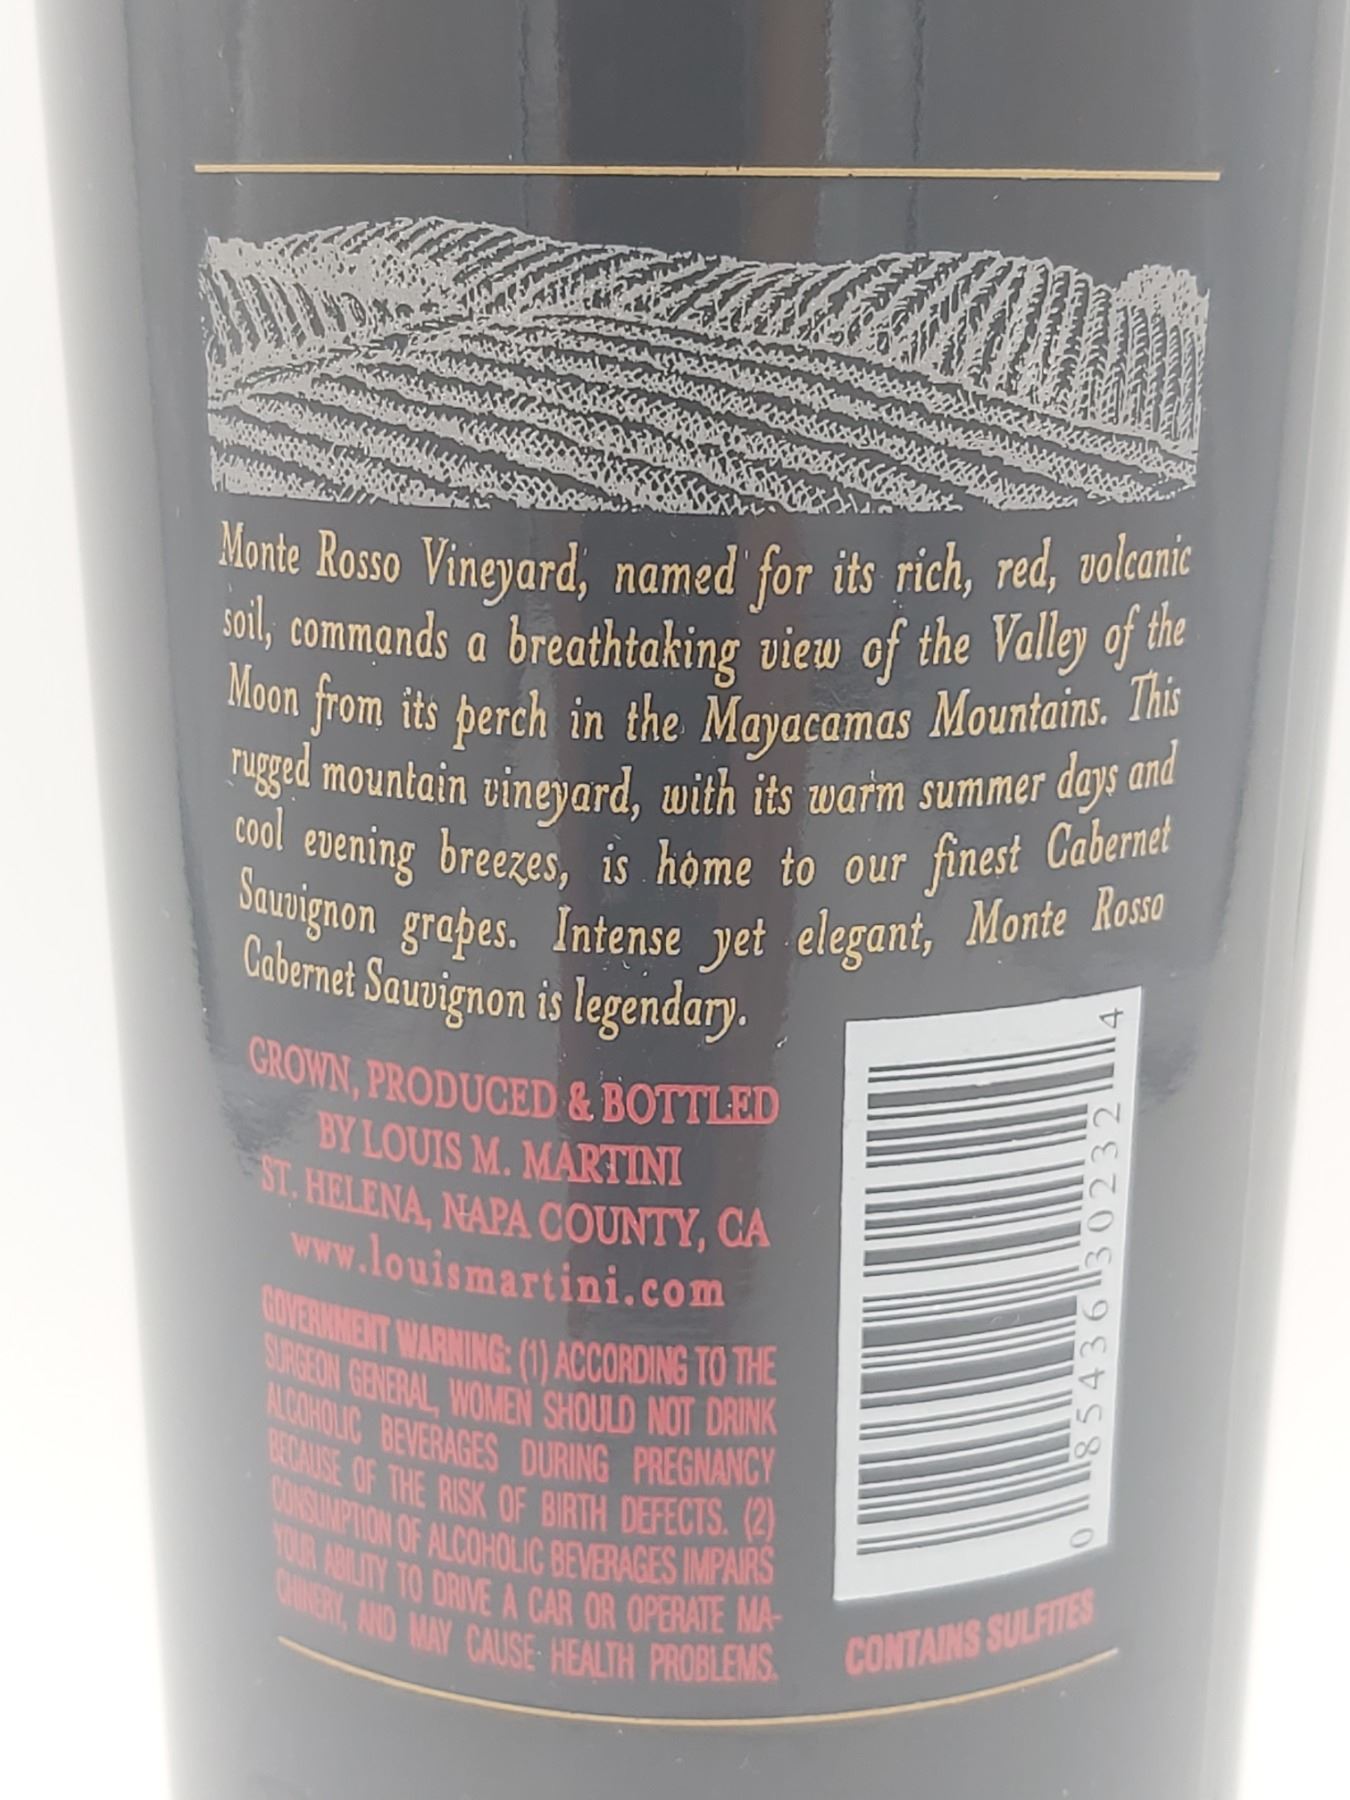 Monte Rosso Vineyard, named for its rich, red, volcanic
soil, commands a breathtaking view of the Valley of the
Moon from its perch in the Mayacamas Mountains. This
rugged mountain vineyard, with its warm summer days and
cool evening breezes, is home to our finest Cabernet
Sauvignon grapes. Intense yet elegant, Monte Rosso
Cabernet Sauvignon is legendary.
GROWN, PRODUCED & BOTTLED
BY LOUIS M. MARTINI
ST. HELENA, NAPA COUNTY, CA
www.louismartini.com
GOVERNMENT WARNING: (1) ACCORDING TO THE
SURGEON GENERAL, WOMEN SHOULD NOT DRINK
ALCOHOLIC BEVERAGES DURING PREGNANCY
BECAUSE OF THE RISK OF BIRTH DEFECTS. (2)
CONSUMPTION OF ALCOHOLIC BEVERAGES IMPAIRS
YOUR ABILITY TO DRIVE A CAR OR OPERATE MA-
CHINERY, AND MAY CAUSE HEALTH PROBLEMS.
0 85436 30232 4
CONTAINS SULFITES